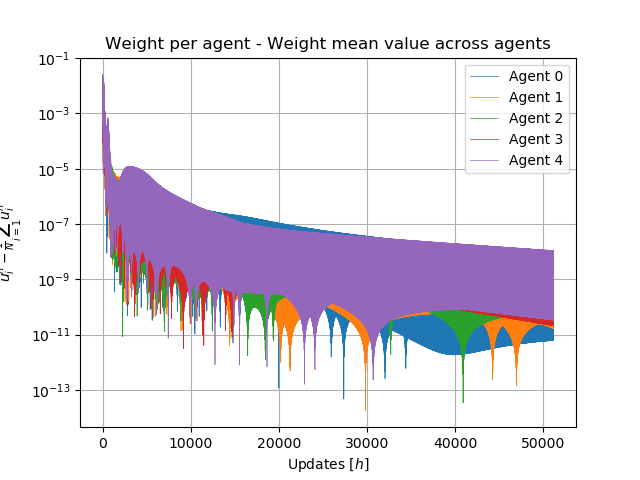 Weight per agent - Weight mean value across agents
10^-1
10^-3
10^-5
10^-7
10^-9
10^-11
10^-13
0 10000 20000 30000 40000 50000
Updates [h]
Agent 0
Agent 1
Agent 2
Agent 3
Agent 4